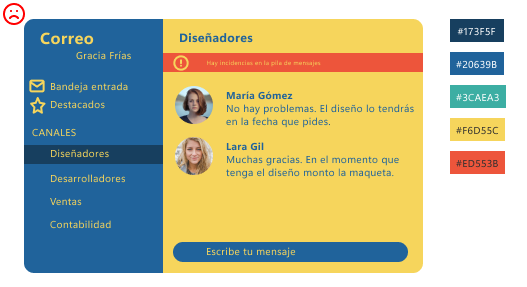 Correo
Gracia Frías
Bandeja entrada
Destacados
CANALES
Diseñadores
Desarrolladores
Ventas
Contabilidad
Diseñadores
Hay incidencias en la pila de mensajes
María Gómez
No hay problemas. El diseño lo tendrás
en la fecha que pides.
Lara Gil
Muchas gracias. En el momento que
tenga el diseño monto la maqueta.
Escribe tu mensaje
#173F5F
#20639B
#3CAEA3
#F6D55C
#ED553B